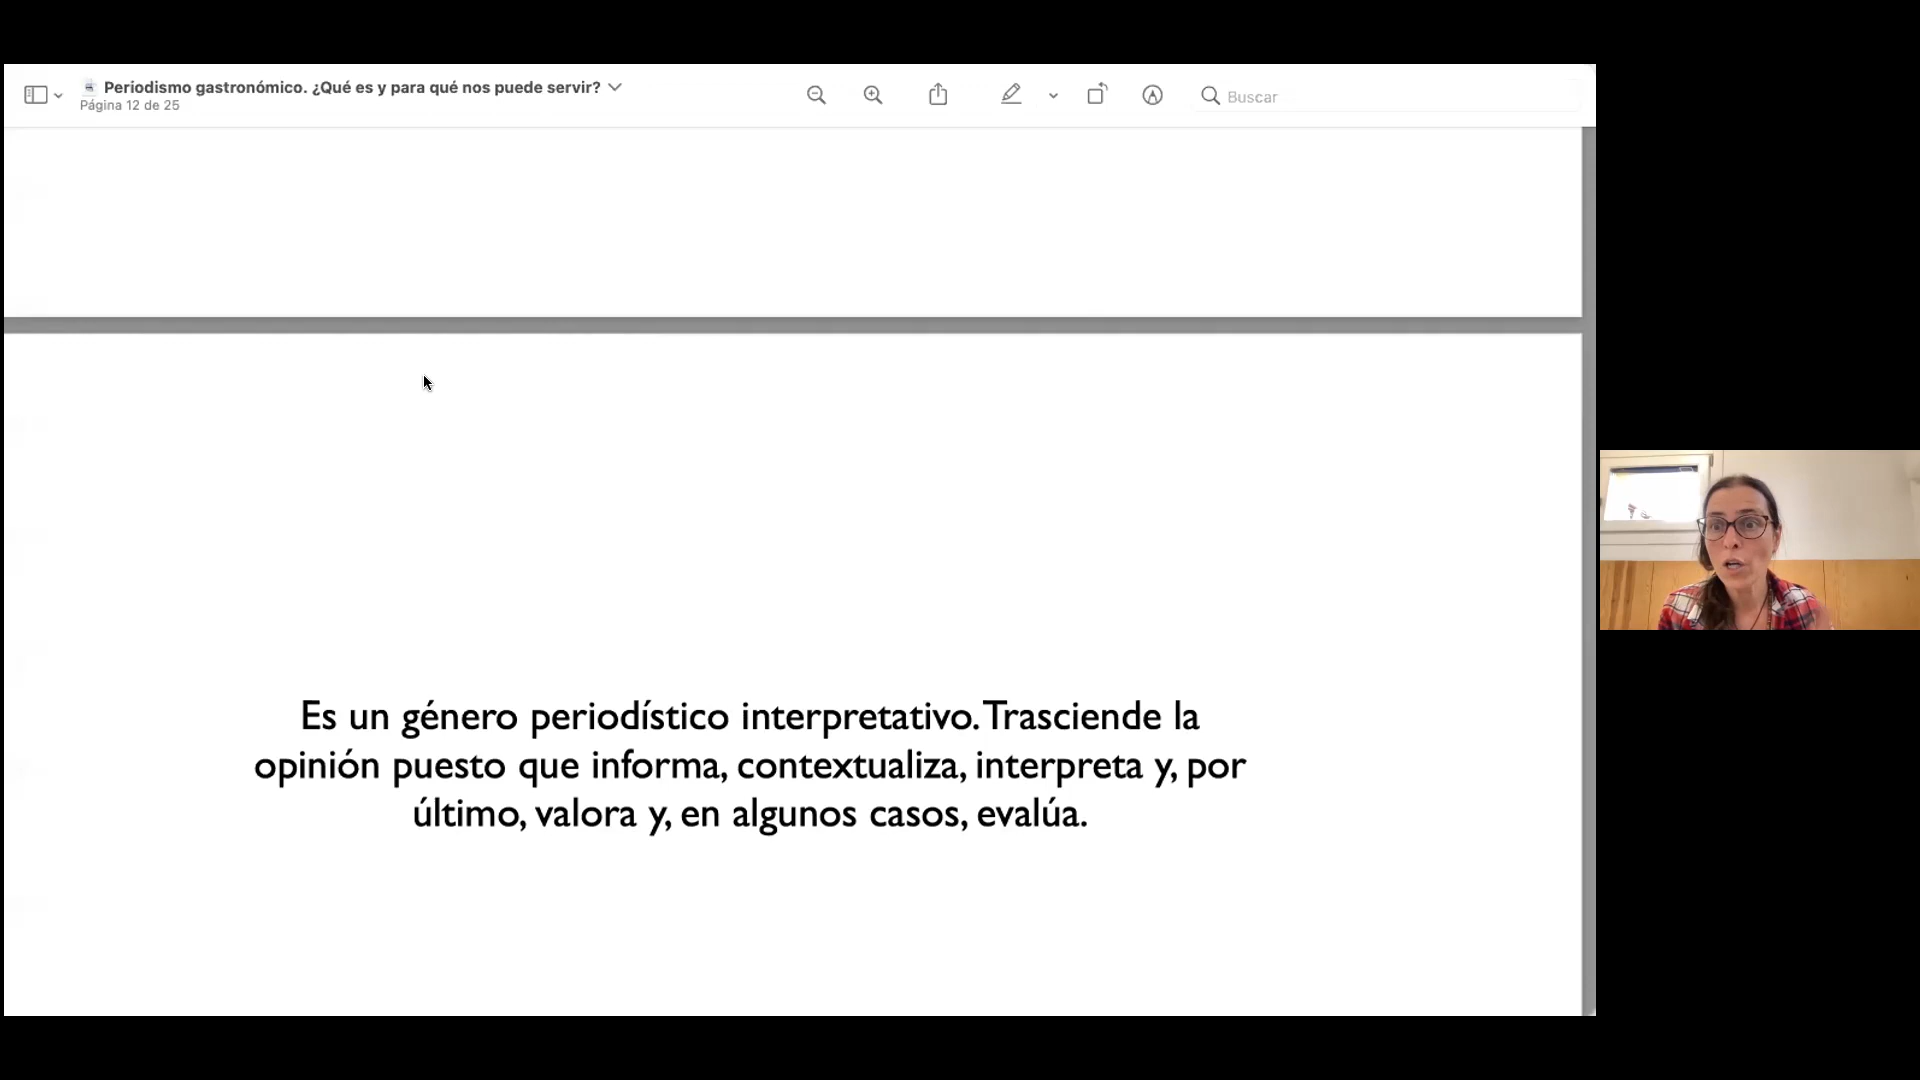 Periodismo gastronómico. ¿Qué es y para qué nos puede servir?
Página 12 de 25
Buscar
Es un género periodístico interpretativo. Trasciende la
opinión puesto que informa, contextualiza, interpreta y, por
último, valora y, en algunos casos, evalúa.